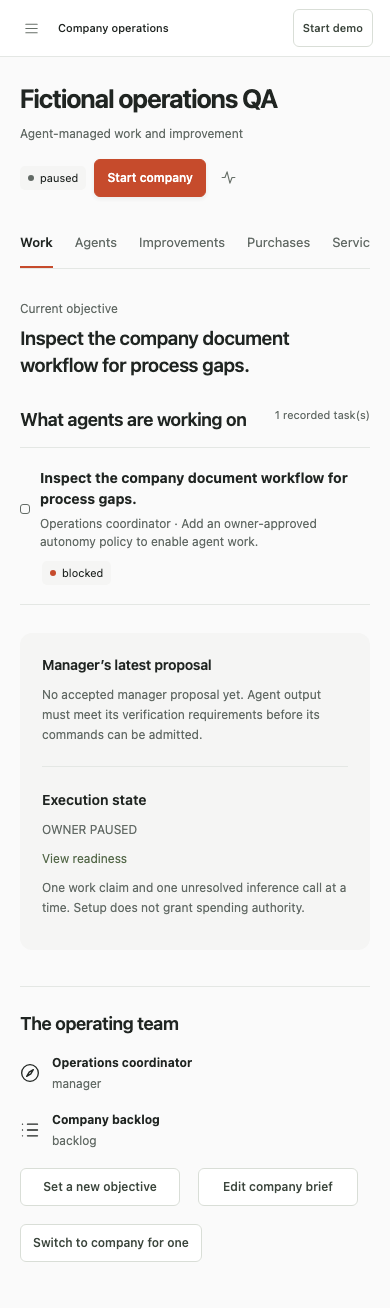 Company operations
Start demo
Fictional operations QA
Agent-managed work and improvement
paused
Start company
Work Agents Improvements Purchases Servic
Current objective
Inspect the company document
workflow for process gaps.
What agents are working on
1 recorded task(s)
Inspect the company document workflow for
process gaps.
Operations coordinator · Add an owner-approved
autonomy policy to enable agent work.
blocked
Manager’s latest proposal
No accepted manager proposal yet. Agent output
must meet its verification requirements before its
commands can be admitted.
Execution state
OWNER PAUSED
View readiness
One work claim and one unresolved inference call at a
time. Setup does not grant spending authority.
The operating team
Operations coordinator
manager
Company backlog
backlog
Set a new objective
Edit company brief
Switch to company for one